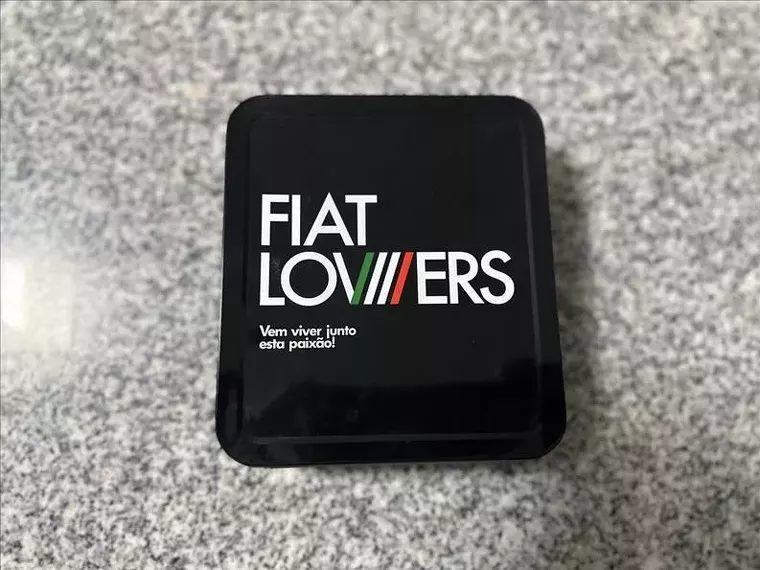 FIAT
LOVERS
Vem viver junto
esta paixão!